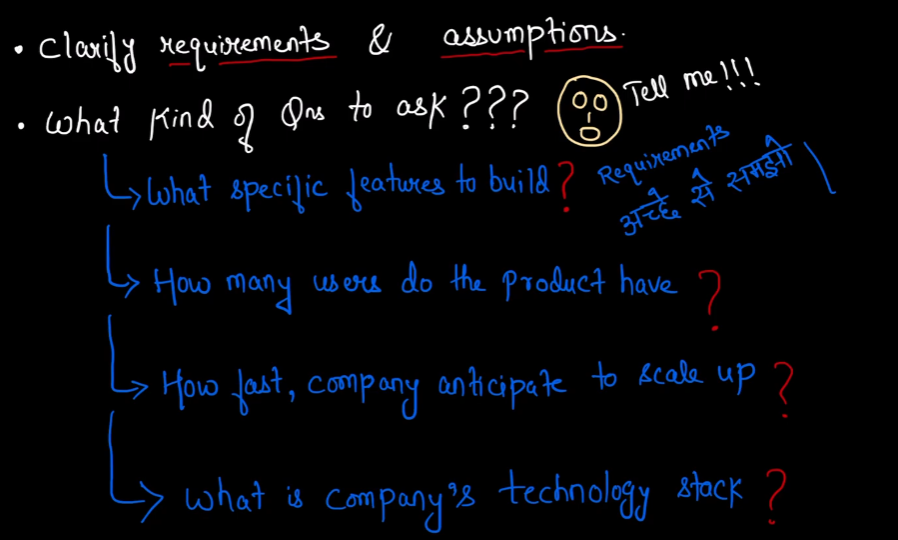 • Clarify requirements & assumptions.
• What kind of Qns to ask???
Tell me!!!
↳ What specific features to build?
Requirements
अच्छे से समझो।
↳ How many users do the product have?
↳ How fast, company anticipate to scale up?
↳ What is company's technology stack?